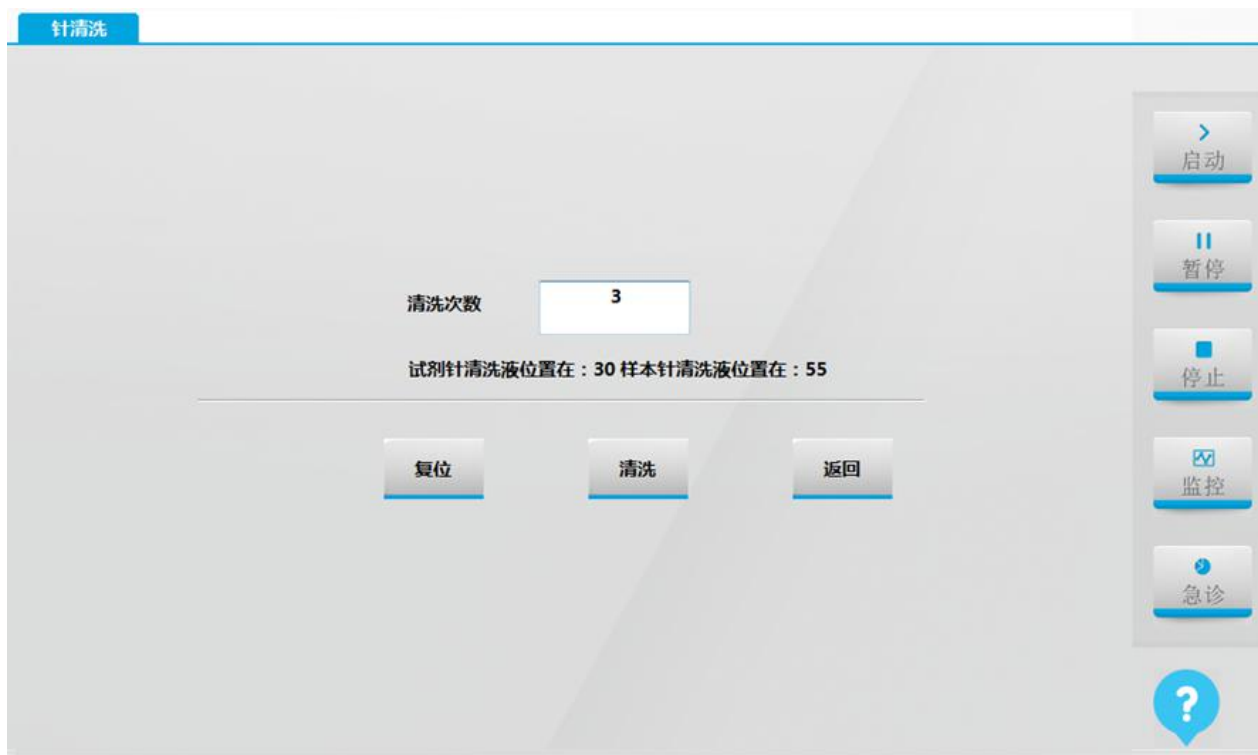 针清洗
清洗次数 3
试剂针清洗液位置在：30 样本针清洗液位置在：55
复位 清洗 返回
启动
暂停
停止
监控
急诊
?